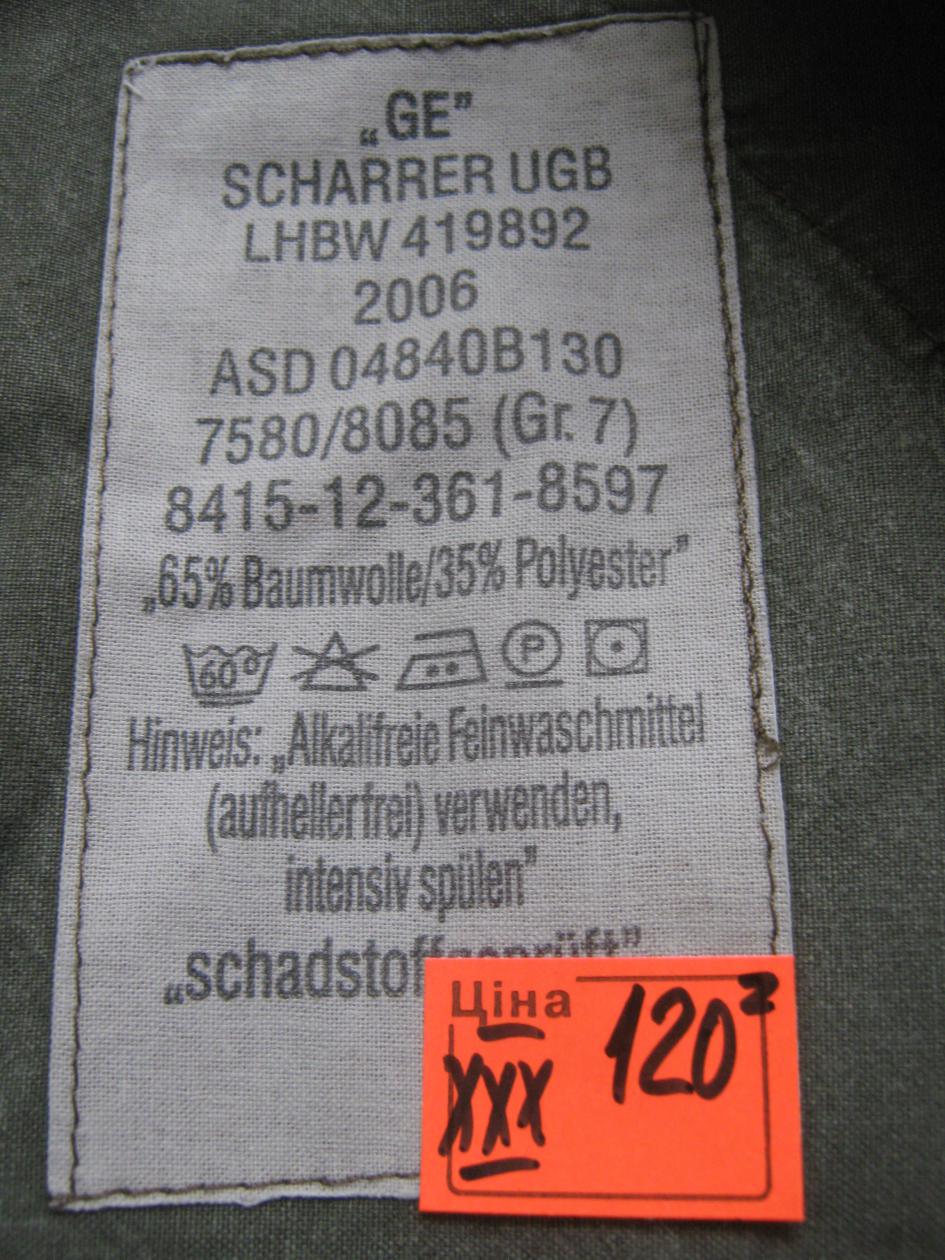 „GE”
SCHARRER UGB
LHBW 419892
2006
ASD 04840B130
7580/8085 (Gr. 7)
8415-12-361-8597
„65% Baumwolle/35% Polyester”
60° P
Hinweis: „Alkalifreie Feinwaschmittel
(aufhellerfrei) verwenden,
intensiv spülen”
„schadstoffgeprüft”
Ціна 120 г
XXX